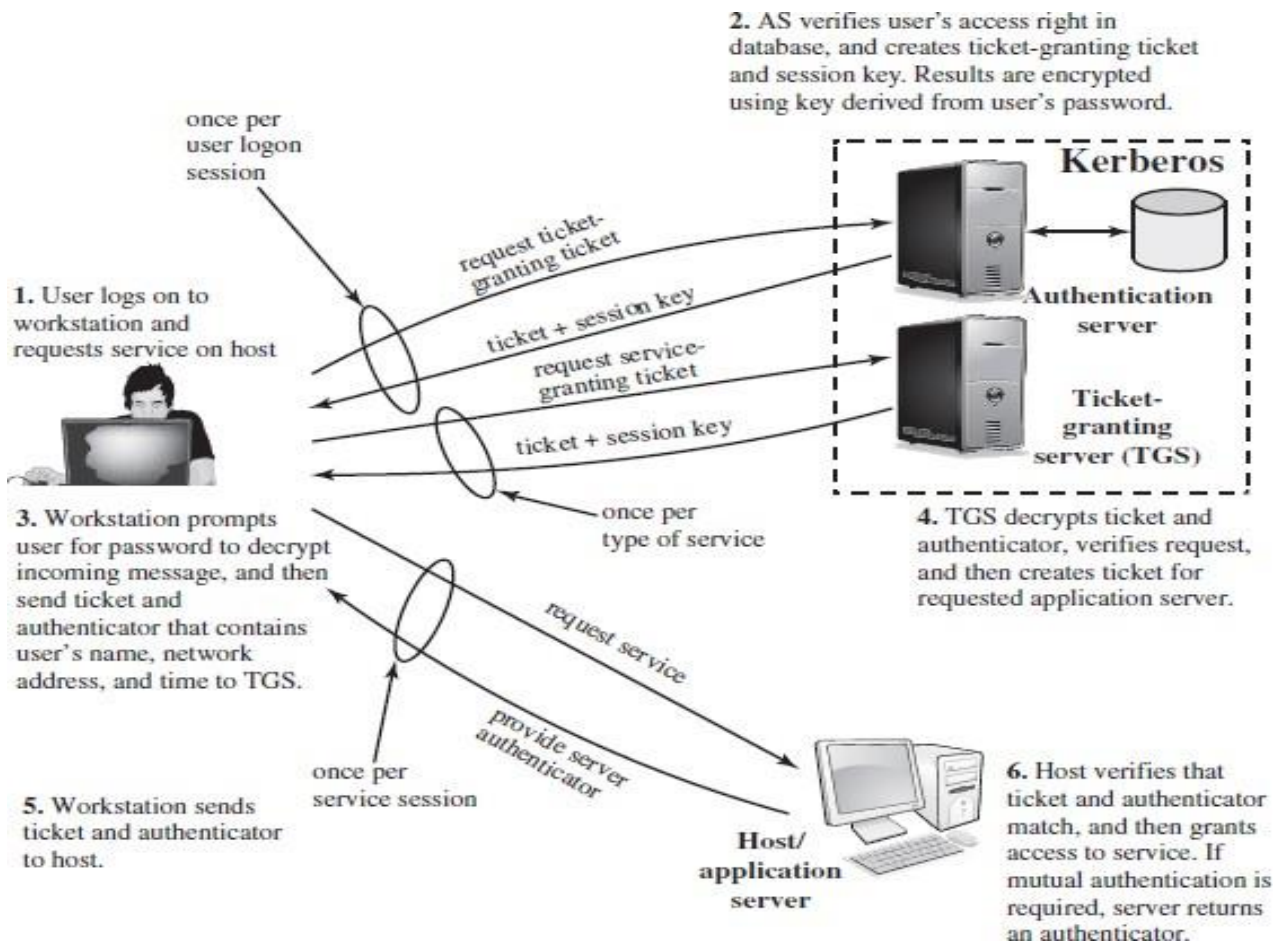 2. AS verifies user's access right in
database, and creates ticket-granting ticket
and session key. Results are encrypted
using key derived from user's password.
once per
user logon
session
Kerberos
request ticket-
granting ticket
1. User logs on to
workstation and
requests service on host
ticket + session key
Authentication
server
request service-
granting ticket
ticket + session key
Ticket-
granting
server (TGS)
once per
type of service
3. Workstation prompts
user for password to decrypt
incoming message, and then
send ticket and
authenticator that contains
user's name, network
address, and time to TGS.
4. TGS decrypts ticket and
authenticator, verifies request,
and then creates ticket for
requested application server.
request service
provide server
authenticator
once per
service session
5. Workstation sends
ticket and authenticator
to host.
Host/
application
server
6. Host verifies that
ticket and authenticator
match, and then grants
access to service. If
mutual authentication is
required, server returns
an authenticator.